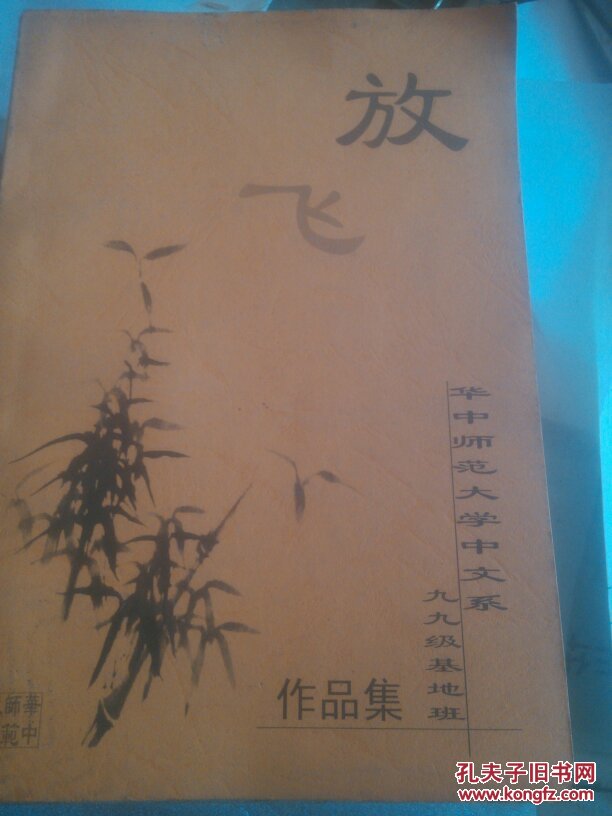 放
飞
华中师范大学中文系
九九级基地班
作品集
華中
師範
孔夫子旧书网
www.kongfz.com